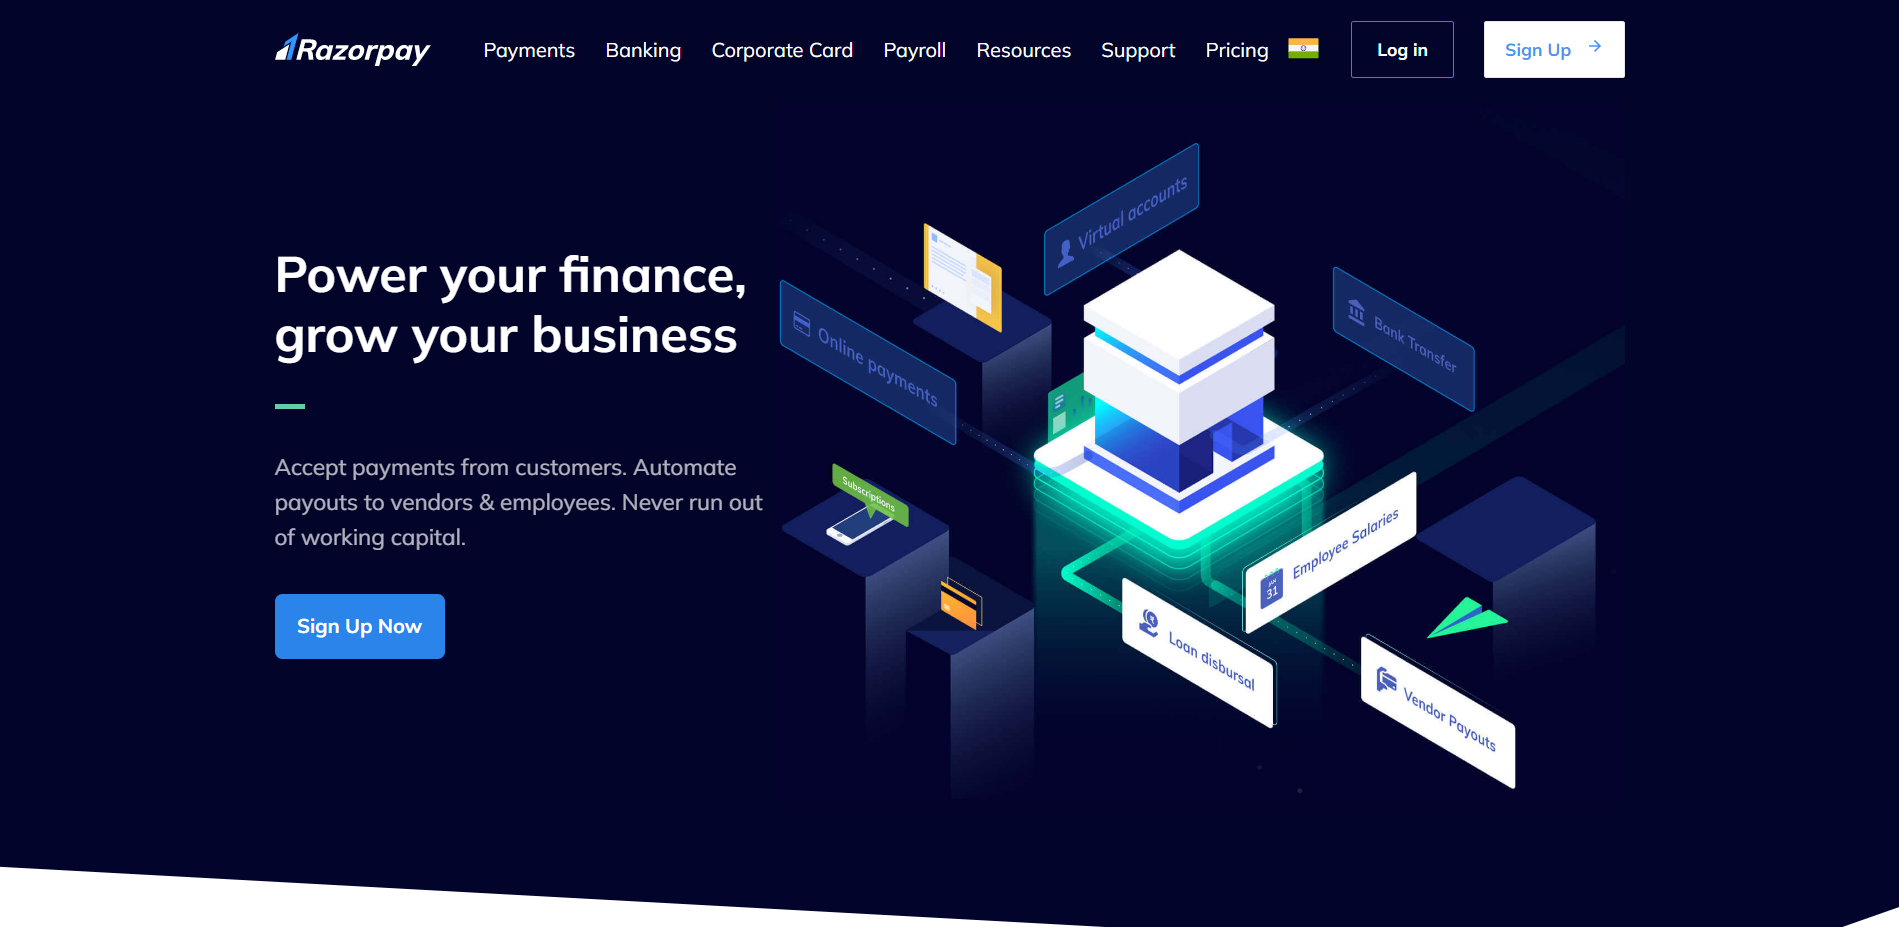 Razorpay
Payments
Banking
Corporate Card
Payroll
Resources
Support
Pricing
Log in
Sign Up
Power your finance,
grow your business
Accept payments from customers. Automate
payouts to vendors & employees. Never run out
of working capital.
Sign Up Now
Virtual accounts
Online payments
Bank Transfer
Subscriptions
JAN
31
Employee Salaries
Loan disbursal
Vendor Payouts